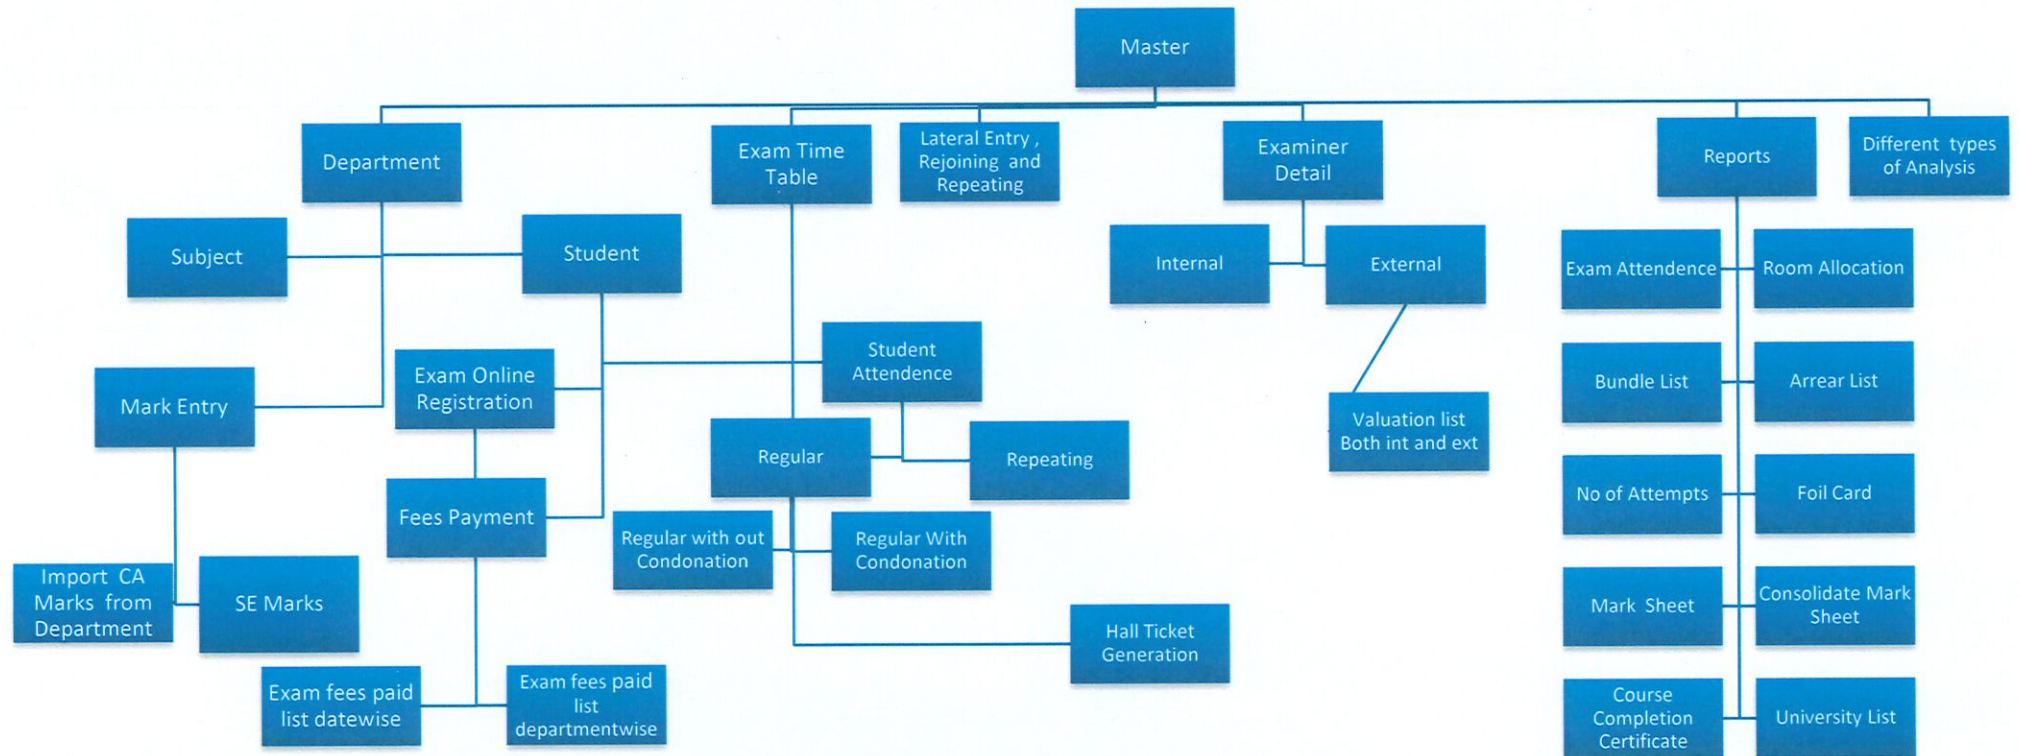 Master
Department
Exam Time
Table
Lateral Entry ,
Rejoining and
Repeating
Examiner
Detail
Reports
Different types
of Analysis
Subject
Student
Internal
External
Exam Attendence
Room Allocation
Student
Attendence
Exam Online
Registration
Mark Entry
Bundle List
Arrear List
Valuation list
Both int and ext
Regular
Repeating
Fees Payment
No of Attempts
Foil Card
Regular with out
Condonation
Regular With
Condonation
Import CA
Marks from
Department
SE Marks
Mark Sheet
Consolidate Mark
Sheet
Hall Ticket
Generation
Exam fees paid
list datewise
Exam fees paid
list
departmentwise
Course
Completion
Certificate
University List